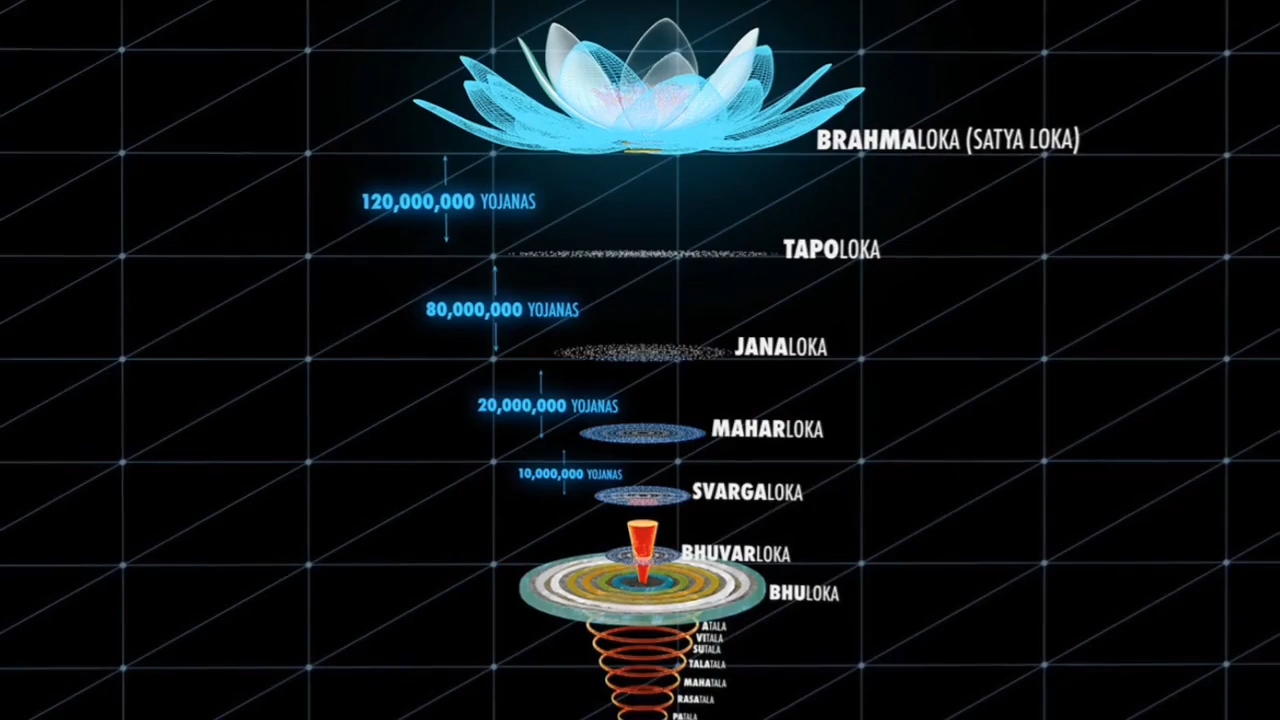 BRAHMALOKA (SATYA LOKA)
120,000,000 YOJANAS
TAPOLOKA
80,000,000 YOJANAS
JANALOKA
20,000,000 YOJANAS
MAHARLOKA
10,000,000 YOJANAS
SVARGALOKA
BHUVARLOKA
BHULOKA
ATALA
VITALA
SUTALA
TALATALA
MAHATALA
RASATALA
PATALA